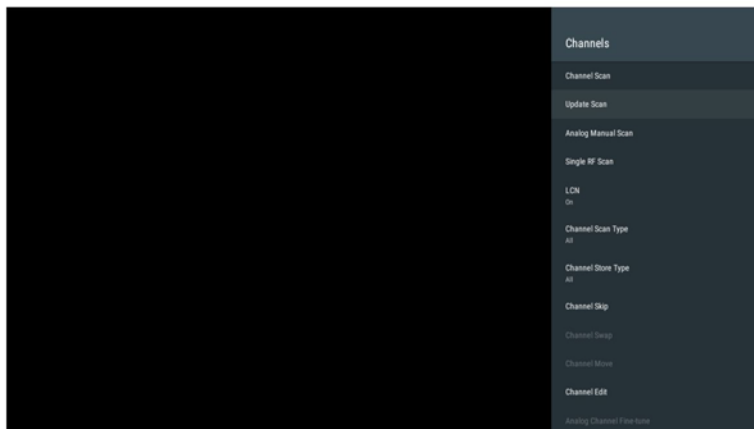 Channels
Channel Scan
Update Scan
Analog Manual Scan
Single RF Scan
LCN
On
Channel Scan Type
All
Channel Store Type
All
Channel Skip
Channel Swap
Channel Move
Channel Edit
Analog Channel Fine-tune